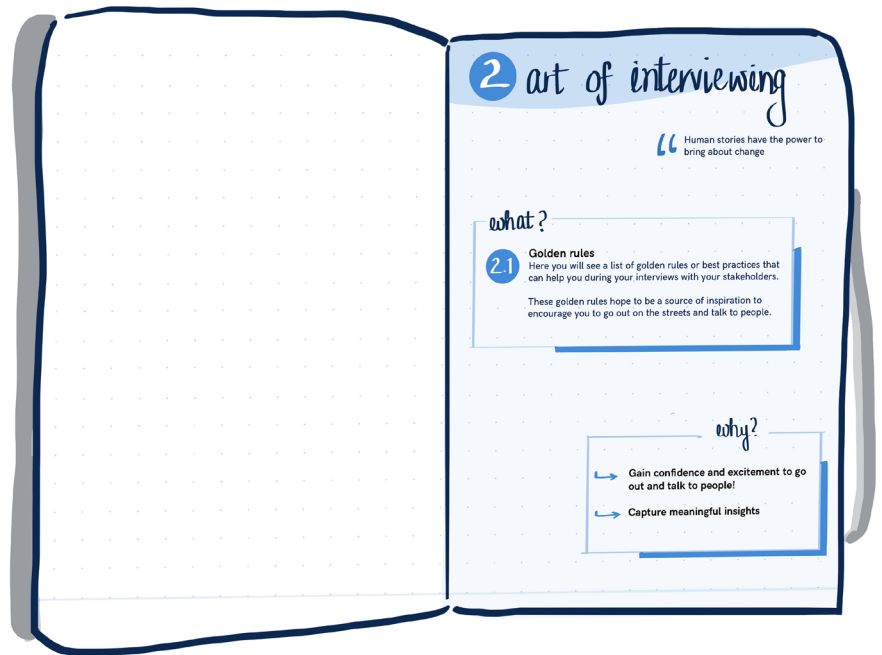 2 art of interviewing
Human stories have the power to
bring about change
what?
2.1
Golden rules
Here you will see a list of golden rules or best practices that
can help you during your interviews with your stakeholders.
These golden rules hope to be a source of inspiration to
encourage you to go out on the streets and talk to people.
why?
Gain confidence and excitement to go
out and talk to people!
Capture meaningful insights